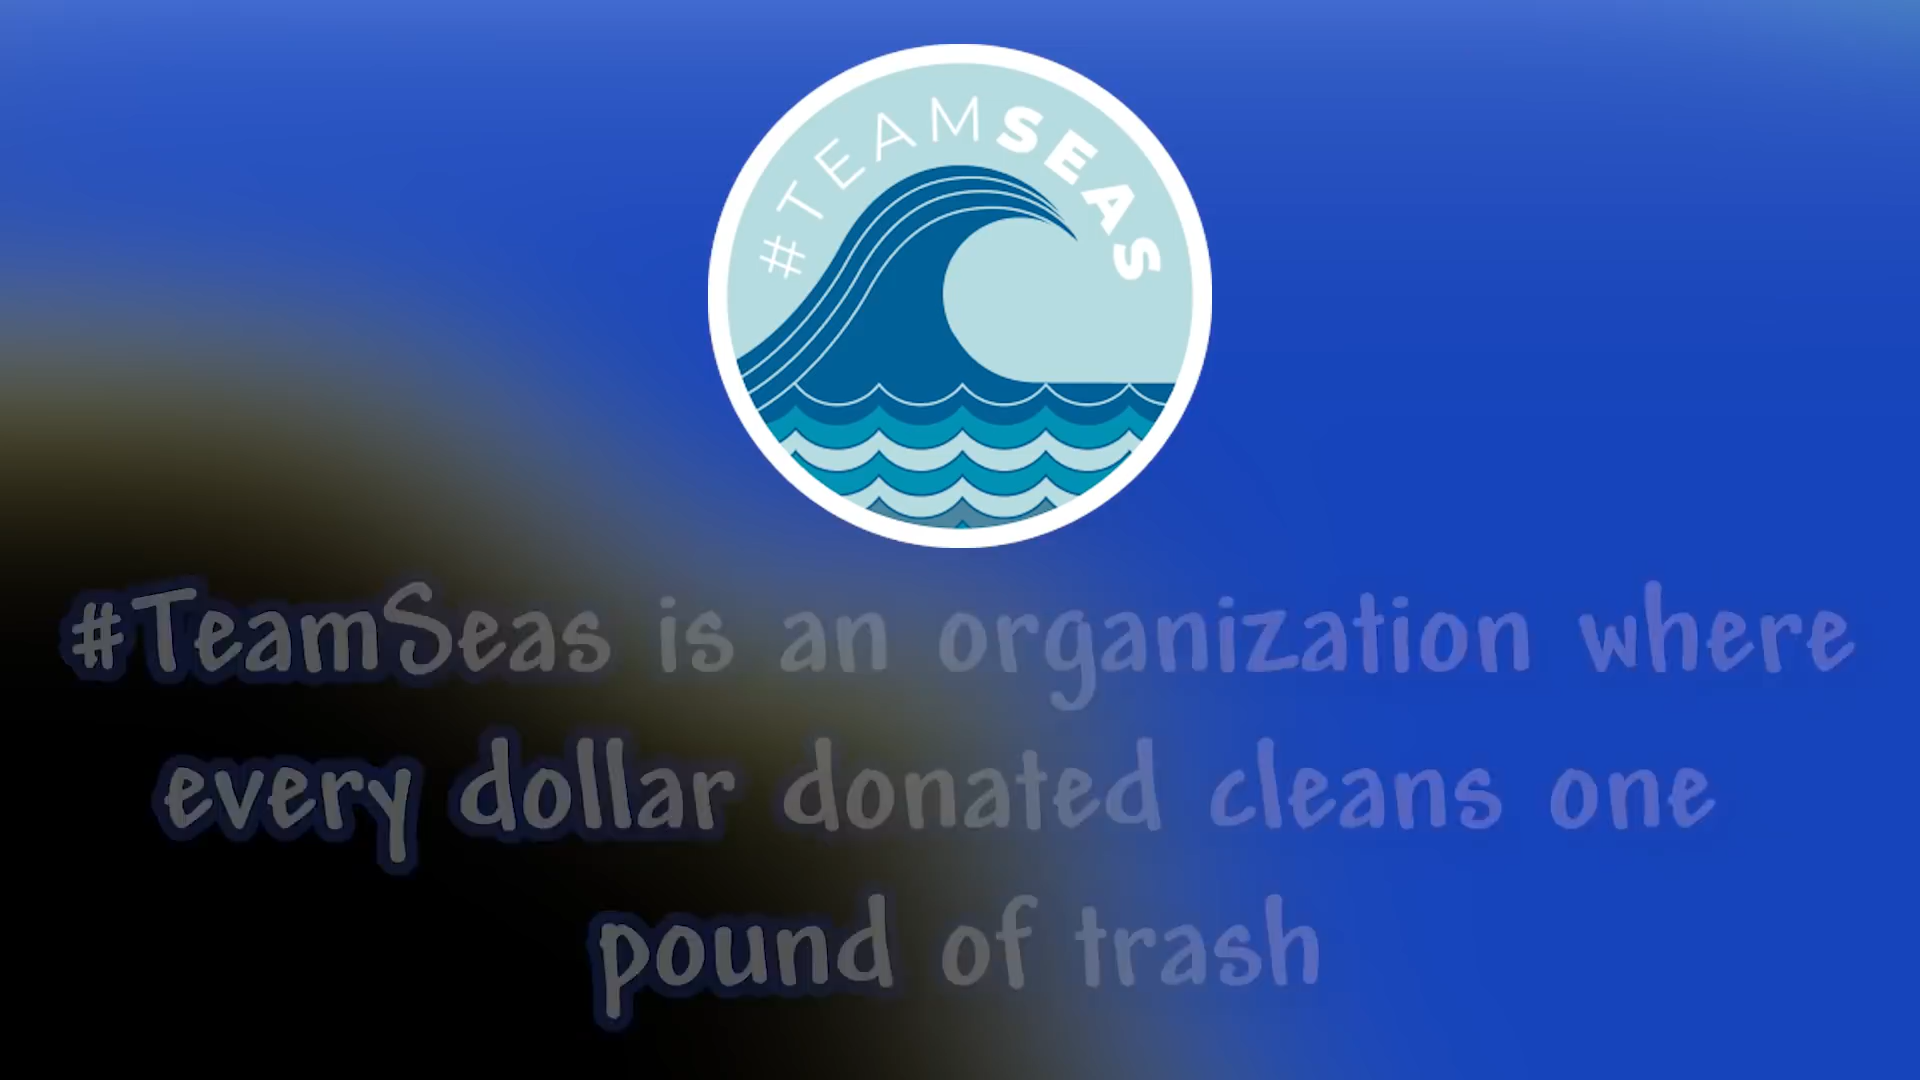 #TEAMSEAS
#TeamSeas is an organization where
every dollar donated cleans one
pound of trash